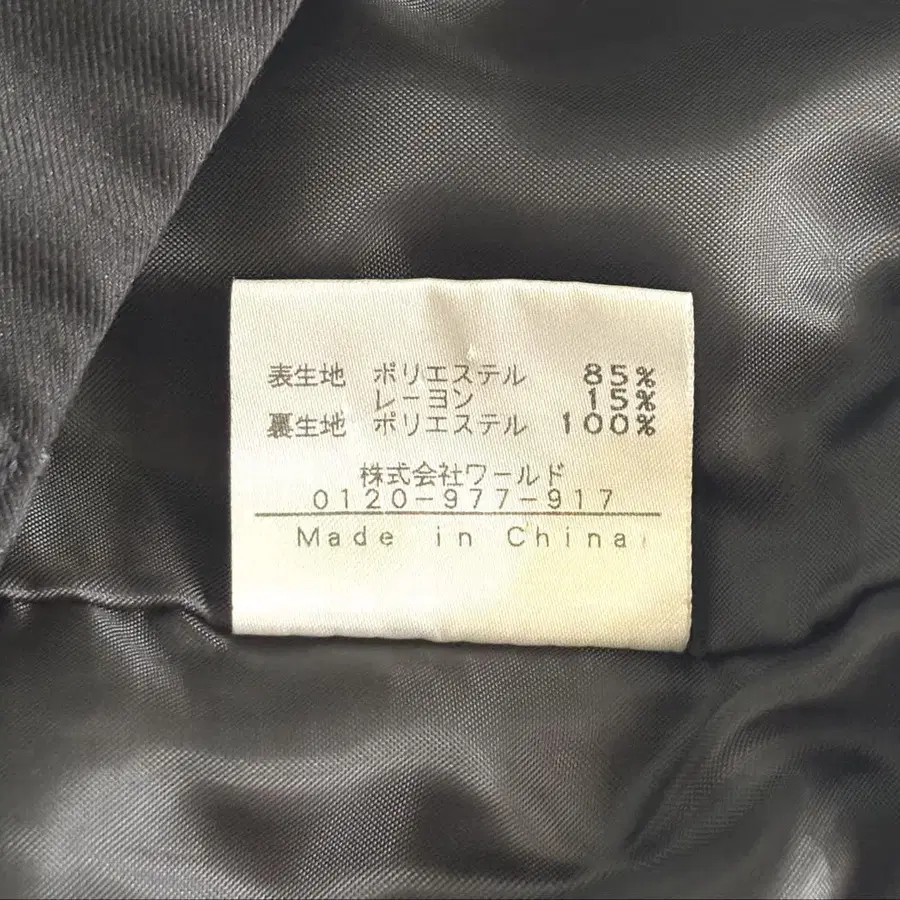 表生地 ポリエステル 85%
レーヨン 15%
裏生地 ポリエステル 100%
株式会社ワールド
0120-977-917
Made in China